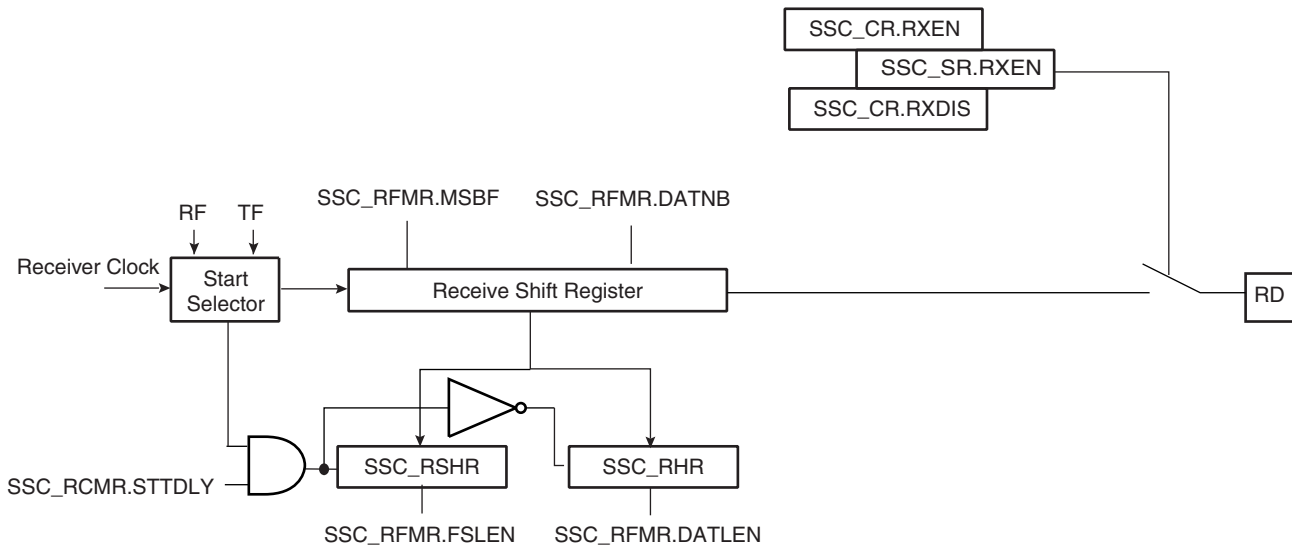 SSC_CR.RXEN
SSC_SR.RXEN
SSC_CR.RXDIS
SSC_RFMR.MSBF
SSC_RFMR.DATNB
RF
TF
Receiver Clock
Start
Selector
Receive Shift Register
RD
SSC_RSHR
SSC_RHR
SSC_RCMR.STTDLY
SSC_RFMR.FSLEN
SSC_RFMR.DATLEN